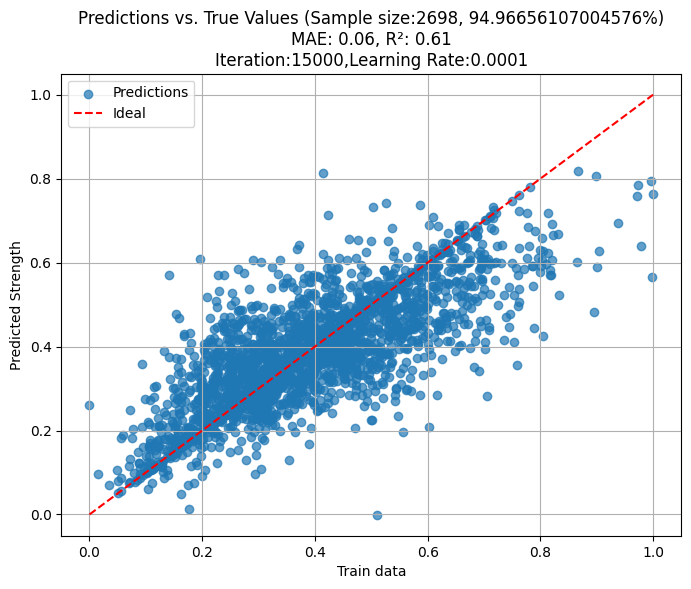 Predictions vs. True Values (Sample size:2698, 94.96656107004576%)
MAE: 0.06, R²: 0.61
Iteration:15000,Learning Rate:0.0001
Predictions
Ideal
1.0
0.8
0.6
0.4
0.2
0.0
Predicted Strength
0.0 0.2 0.4 0.6 0.8 1.0
Train data